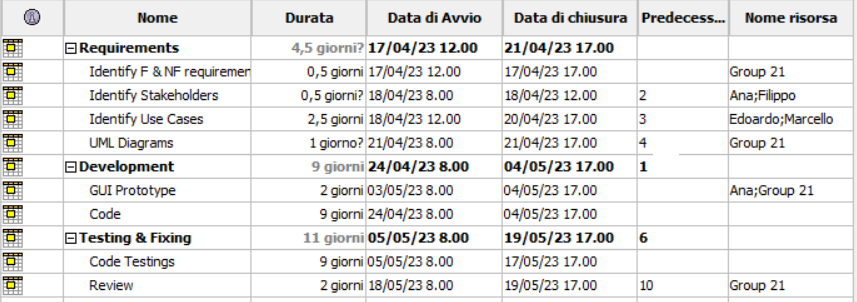 Nome Durata Data di Avvio Data di chiusura Predecess... Nome risorsa
Requirements 4,5 giorni? 17/04/23 12.00 21/04/23 17.00
Identify F & NF requiremen 0,5 giorni 17/04/23 12.00 17/04/23 17.00 Group 21
Identify Stakeholders 0,5 giorni? 18/04/23 8.00 18/04/23 12.00 2 Ana;Filippo
Identify Use Cases 2,5 giorni 18/04/23 12.00 20/04/23 17.00 3 Edoardo;Marcello
UML Diagrams 1 giorno? 21/04/23 8.00 21/04/23 17.00 4 Group 21
Development 9 giorni 24/04/23 8.00 04/05/23 17.00 1
GUI Prototype 2 giorni 03/05/23 8.00 04/05/23 17.00 Ana;Group 21
Code 9 giorni 24/04/23 8.00 04/05/23 17.00
Testing & Fixing 11 giorni 05/05/23 8.00 19/05/23 17.00 6
Code Testings 9 giorni 05/05/23 8.00 17/05/23 17.00
Review 2 giorni 18/05/23 8.00 19/05/23 17.00 10 Group 21